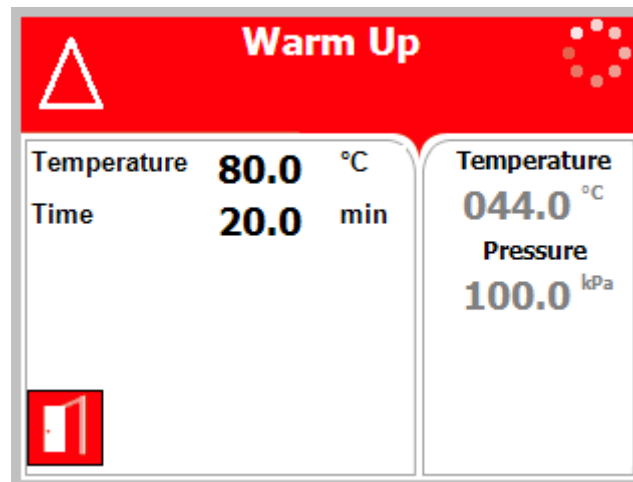 Warm Up
Temperature 80.0 °C
Time 20.0 min
Temperature
044.0 °C
Pressure
100.0 kPa